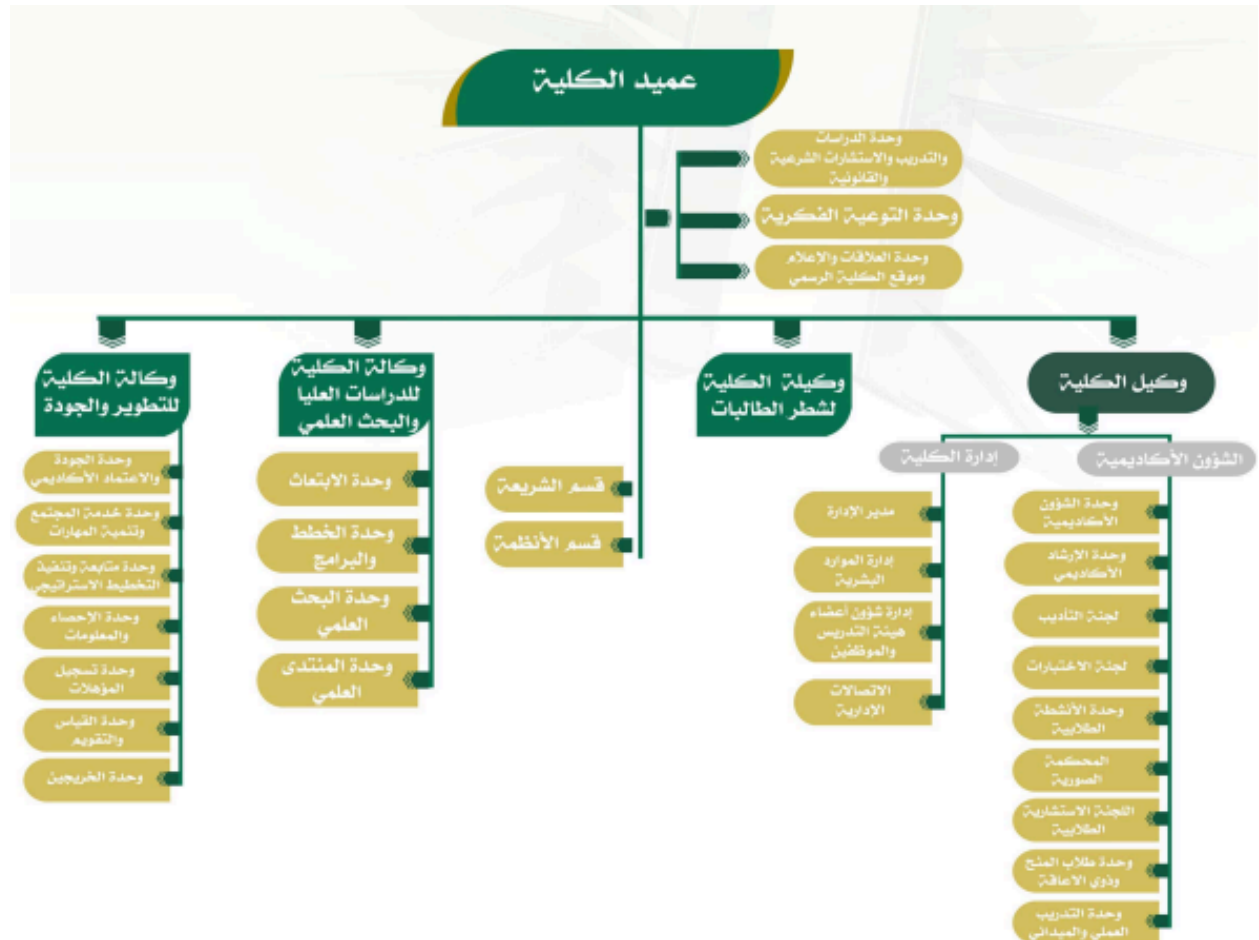 عميد الكلية
وحدة الدراسات
والتدريب والاستشارات الشرعية
والقانونية
وحدة التوعية الفكرية
وحدة العلاقات والإعلام
وموقع الكلية الرسمي
وكيل الكلية
الشؤون الأكاديمية
وحدة الشؤون
الأكاديمية
وحدة الإرشاد
الأكاديمي
لجنة التأديب
لجنة الاختبارات
وحدة الأنشطة
الطلابية
المحكمة
الصورية
اللجنة الاستشارية
الطلابية
وحدة طلاب المنح
وذوي الاعاقة
وحدة التدريب
العملي والميداني
إدارة الكلية
مدير الإدارة
إدارة الموارد
البشرية
إدارة شؤون أعضاء
هيئة التدريس
والموظفين
الاتصالات
الإدارية
وكيلة الكلية
لشطر الطالبات
قسم الشريعة
قسم الأنظمة
وكالة الكلية
للدراسات العليا
والبحث العلمي
وحدة الابتعاث
وحدة الخطط
والبرامج
وحدة البحث
العلمي
وحدة المنتدى
العلمي
وكالة الكلية
للتطوير والجودة
وحدة الجودة
والاعتماد الأكاديمي
وحدة خدمة المجتمع
وتنمية المهارات
وحدة متابعة وتنفيذ
التخطيط الاستراتيجي
وحدة الإحصاء
والمعلومات
وحدة تسجيل
المؤهلات
وحدة القياس
والتقويم
وحدة الخريجين